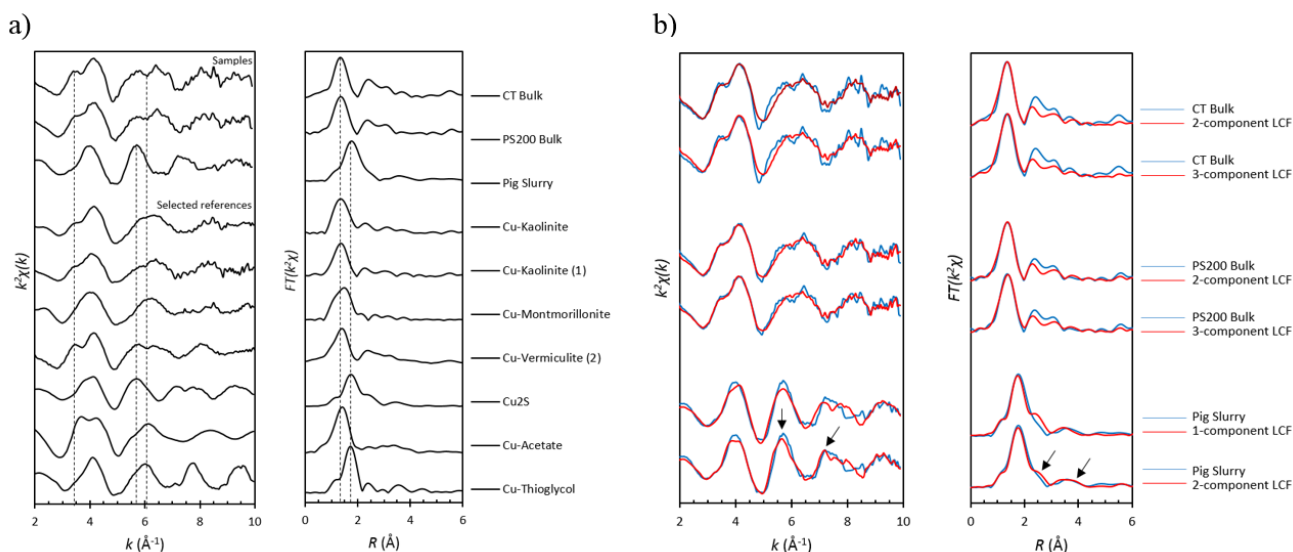 a)
Samples
Selected references
k²χ(k)
2 4 6 8 10
k (Å⁻¹)
FT(k²χ)
0 2 4 6
R (Å)
CT Bulk
PS200 Bulk
Pig Slurry
Cu-Kaolinite
Cu-Kaolinite (1)
Cu-Montmorillonite
Cu-Vermiculite (2)
Cu2S
Cu-Acetate
Cu-Thioglycol
b)
k²χ(k)
2 4 6 8 10
k (Å⁻¹)
FT(k²χ)
0 2 4 6
R (Å)
CT Bulk
2-component LCF
CT Bulk
3-component LCF
PS200 Bulk
2-component LCF
PS200 Bulk
3-component LCF
Pig Slurry
1-component LCF
Pig Slurry
2-component LCF